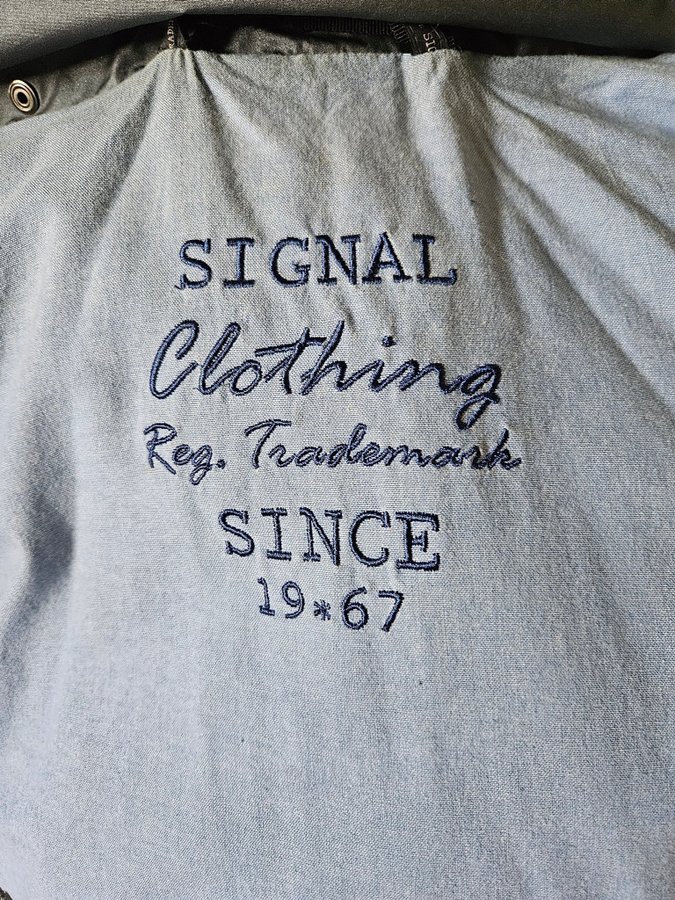 SIGNAL
Clothing
Reg. Trademark
SINCE
19*67